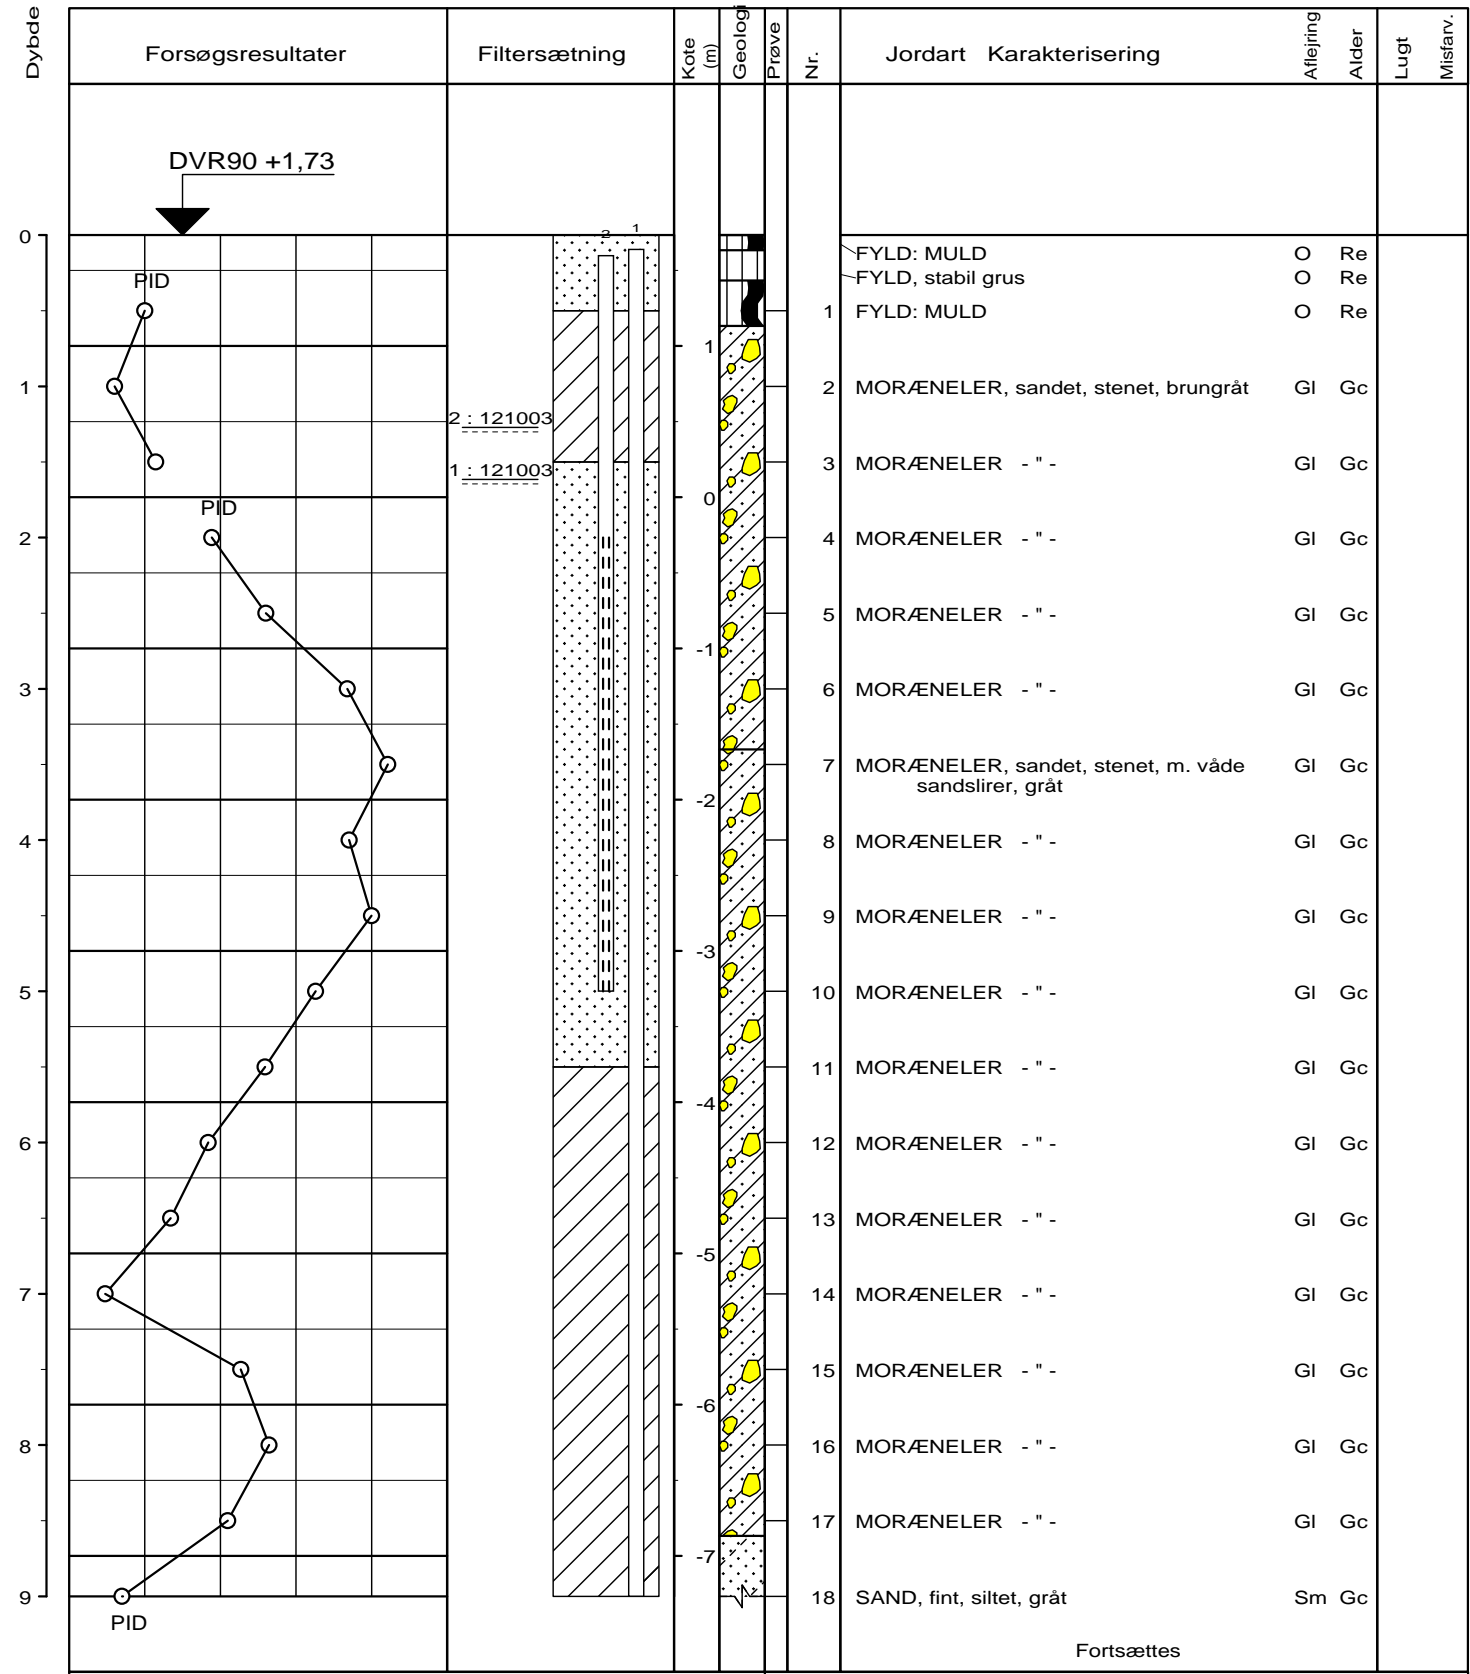 Dybde Forsøgsresultater Filtersætning Kote (m) Geologi Prøve Nr. Jordart Karakterisering Aflejring Alder Lugt Misfarv.
DVR90 +1,73
0 2 1
FYLD: MULD O Re
PID FYLD, stabil grus O Re
1 FYLD: MULD O Re
1
1 2 MORÆNELER, sandet, stenet, brungråt Gl Gc
2 : 121003
3 MORÆNELER - " - Gl Gc
1 : 121003
0
PID
2 4 MORÆNELER - " - Gl Gc
5 MORÆNELER - " - Gl Gc
-1
3 6 MORÆNELER - " - Gl Gc
7 MORÆNELER, sandet, stenet, m. våde Gl Gc
sandslirer, gråt
-2
4 8 MORÆNELER - " - Gl Gc
9 MORÆNELER - " - Gl Gc
-3
5 10 MORÆNELER - " - Gl Gc
11 MORÆNELER - " - Gl Gc
-4
6 12 MORÆNELER - " - Gl Gc
13 MORÆNELER - " - Gl Gc
-5
7 14 MORÆNELER - " - Gl Gc
15 MORÆNELER - " - Gl Gc
-6
8 16 MORÆNELER - " - Gl Gc
17 MORÆNELER - " - Gl Gc
-7
9 18 SAND, fint, siltet, gråt Sm Gc
PID
Fortsættes